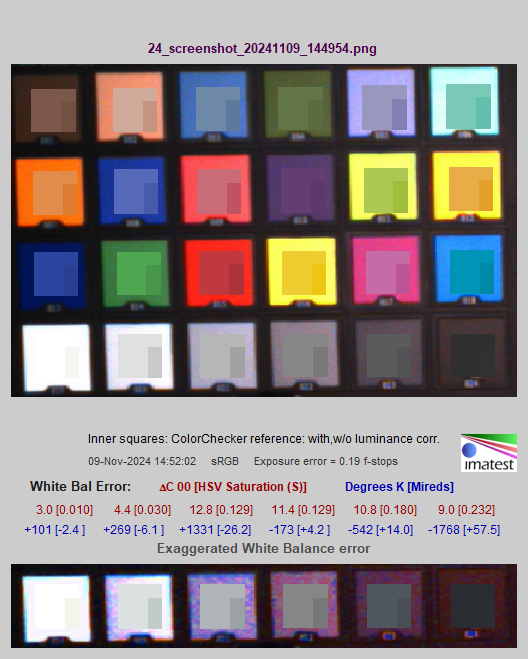 24_screenshot_20241109_144954.png
Inner squares: ColorChecker reference: with,w/o luminance corr.
09-Nov-2024 14:52:02 sRGB Exposure error = 0.19 f-stops
imatest
White Bal Error: ΔC 00 [HSV Saturation (S)] Degrees K [Mireds]
3.0 [0.010] 4.4 [0.030] 12.8 [0.129] 11.4 [0.129] 10.8 [0.180] 9.0 [0.232]
+101 [-2.4 ] +269 [-6.1 ] +1331 [-26.2] -173 [+4.2 ] -542 [+14.0] -1768 [+57.5]
Exaggerated White Balance error